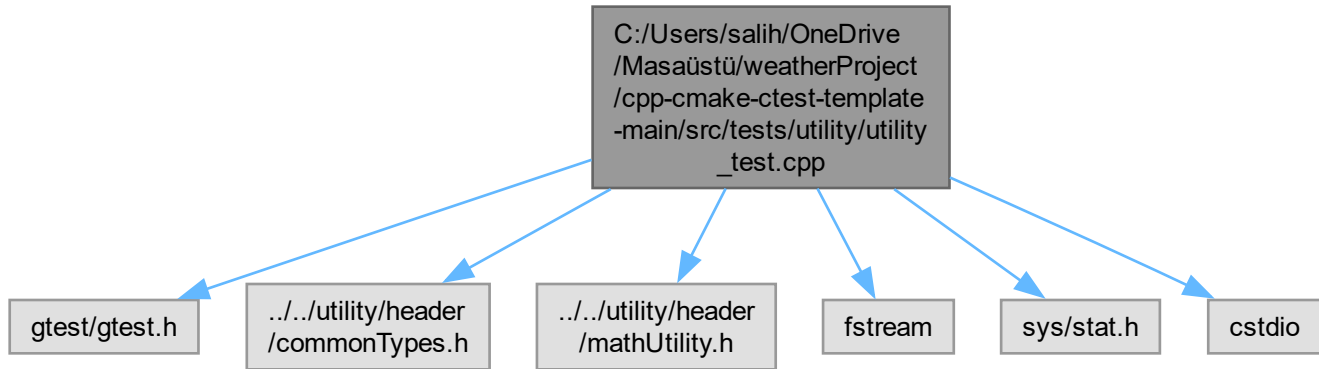 C:/Users/salih/OneDrive
/Masaüstü/weatherProject
/cpp-cmake-ctest-template
-main/src/tests/utility/utility
_test.cpp
gtest/gtest.h
../../utility/header
/commonTypes.h
../../utility/header
/mathUtility.h
fstream
sys/stat.h
cstdio